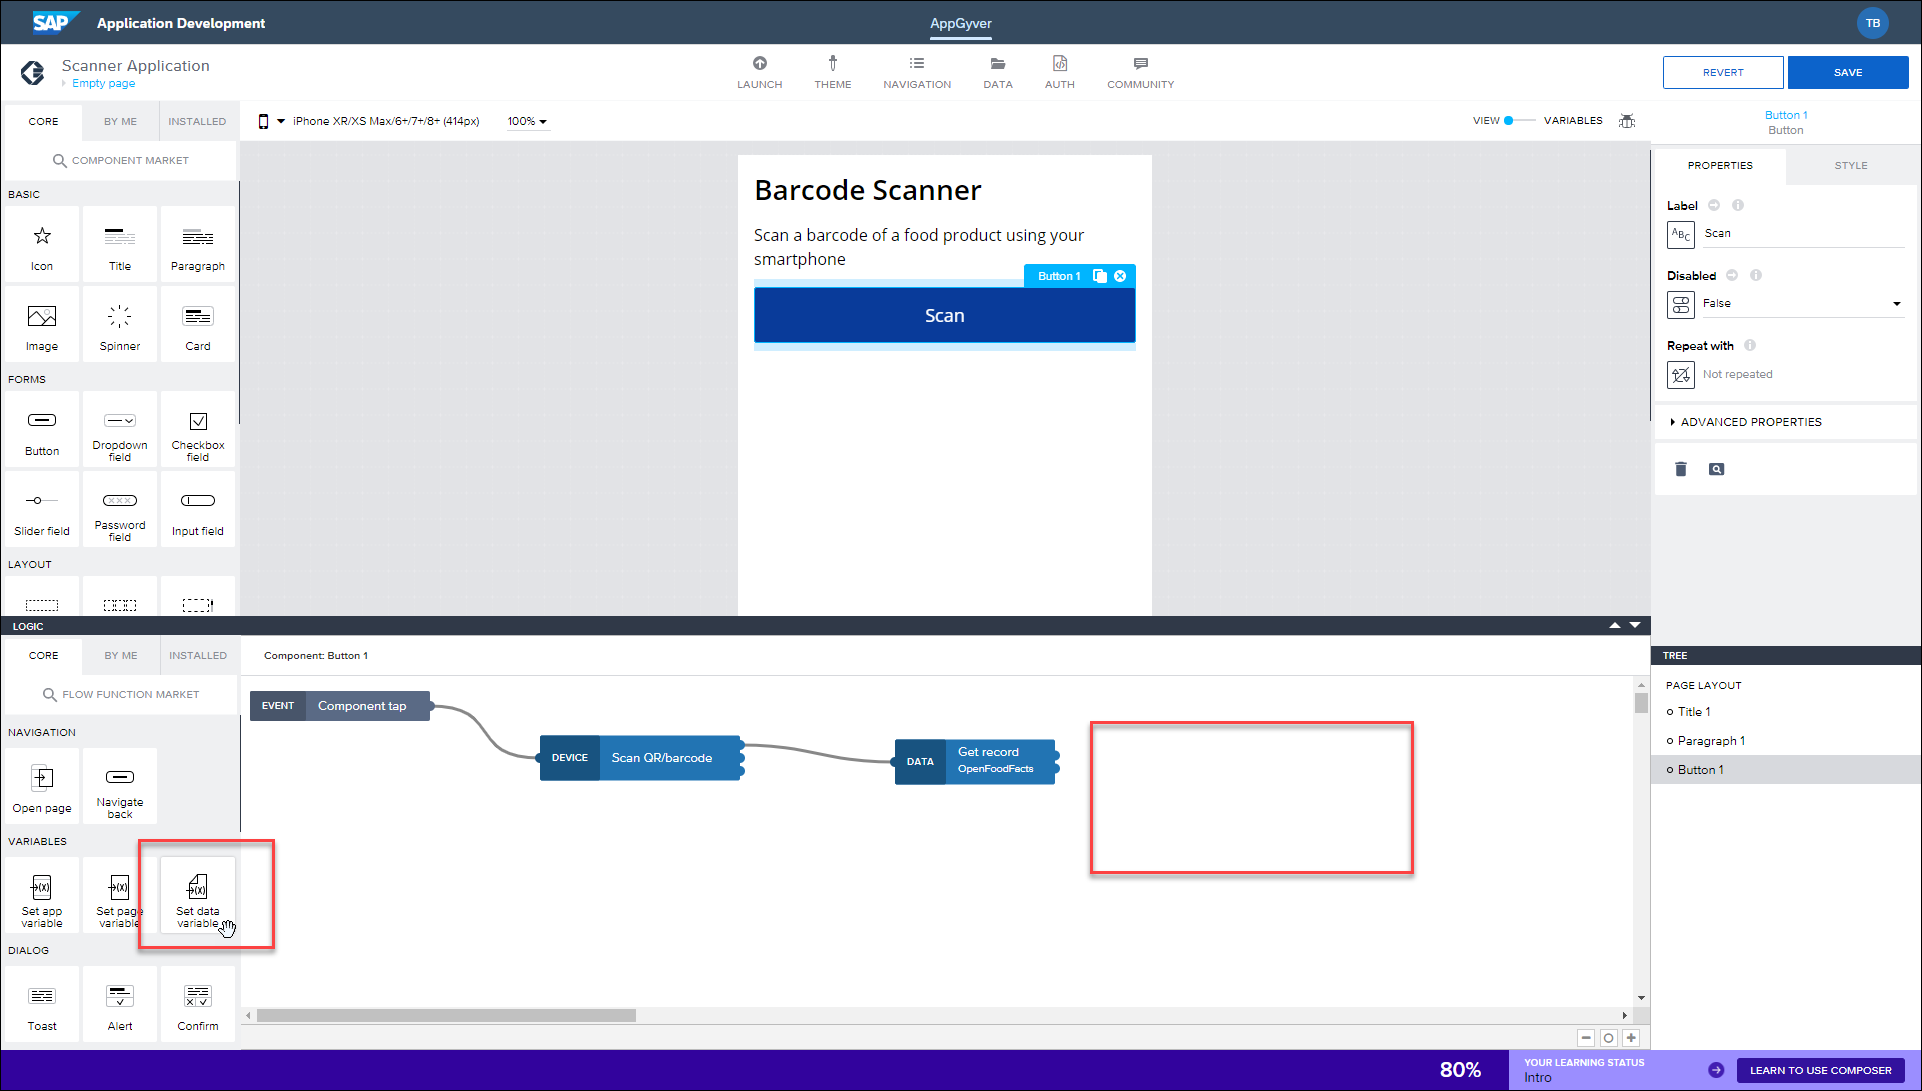 SAP Application Development
AppGyver
TB
Scanner Application
Empty page
LAUNCH
THEME
NAVIGATION
DATA
AUTH
COMMUNITY
REVERT
SAVE
CORE
BY ME
INSTALLED
iPhone XR/XS Max/6+/7+/8+ (414px)
100%
VIEW
VARIABLES
Button 1
Button
COMPONENT MARKET
PROPERTIES
STYLE
BASIC
Icon
Title
Paragraph
Image
Spinner
Card
FORMS
Button
Dropdown
field
Checkbox
field
Slider field
Password
field
Input field
LAYOUT
Barcode Scanner
Scan a barcode of a food product using your
smartphone
Button 1
Scan
Label
ABC
Scan
Disabled
False
Repeat with
Not repeated
ADVANCED PROPERTIES
LOGIC
CORE
BY ME
INSTALLED
Component: Button 1
FLOW FUNCTION MARKET
NAVIGATION
Open page
Navigate
back
VARIABLES
(X)
Set app
variable
(X)
Set page
variable
(X)
Set data
variable
DIALOG
Toast
Alert
Confirm
EVENT
Component tap
DEVICE
Scan QR/barcode
DATA
Get record
OpenFoodFacts
TREE
PAGE LAYOUT
Title 1
Paragraph 1
Button 1
80%
YOUR LEARNING STATUS
Intro
LEARN TO USE COMPOSER